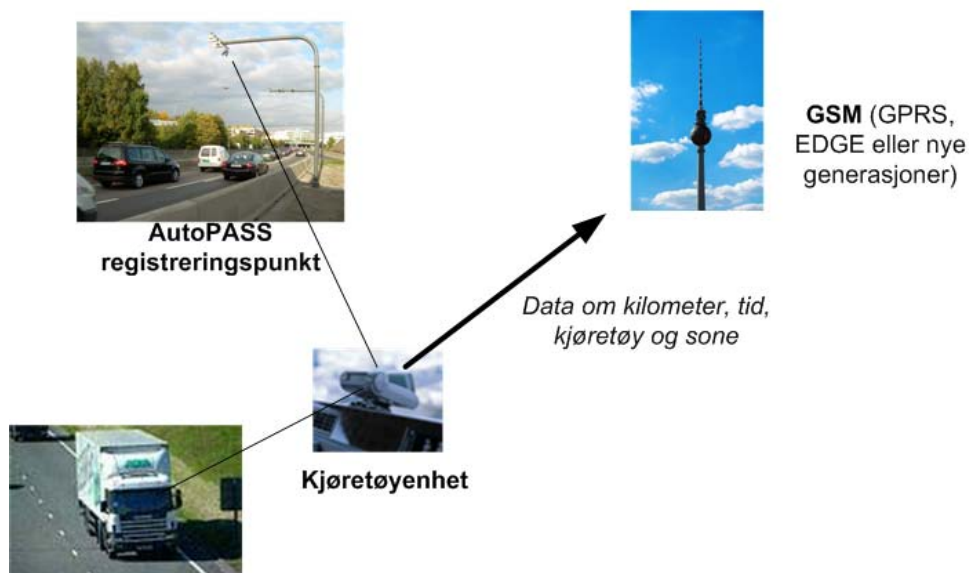 GSM (GPRS,
EDGE eller nye
generasjoner)
AutoPASS
registreringspunkt
Data om kilometer, tid,
kjøretøy og sone
Kjøretøyenhet